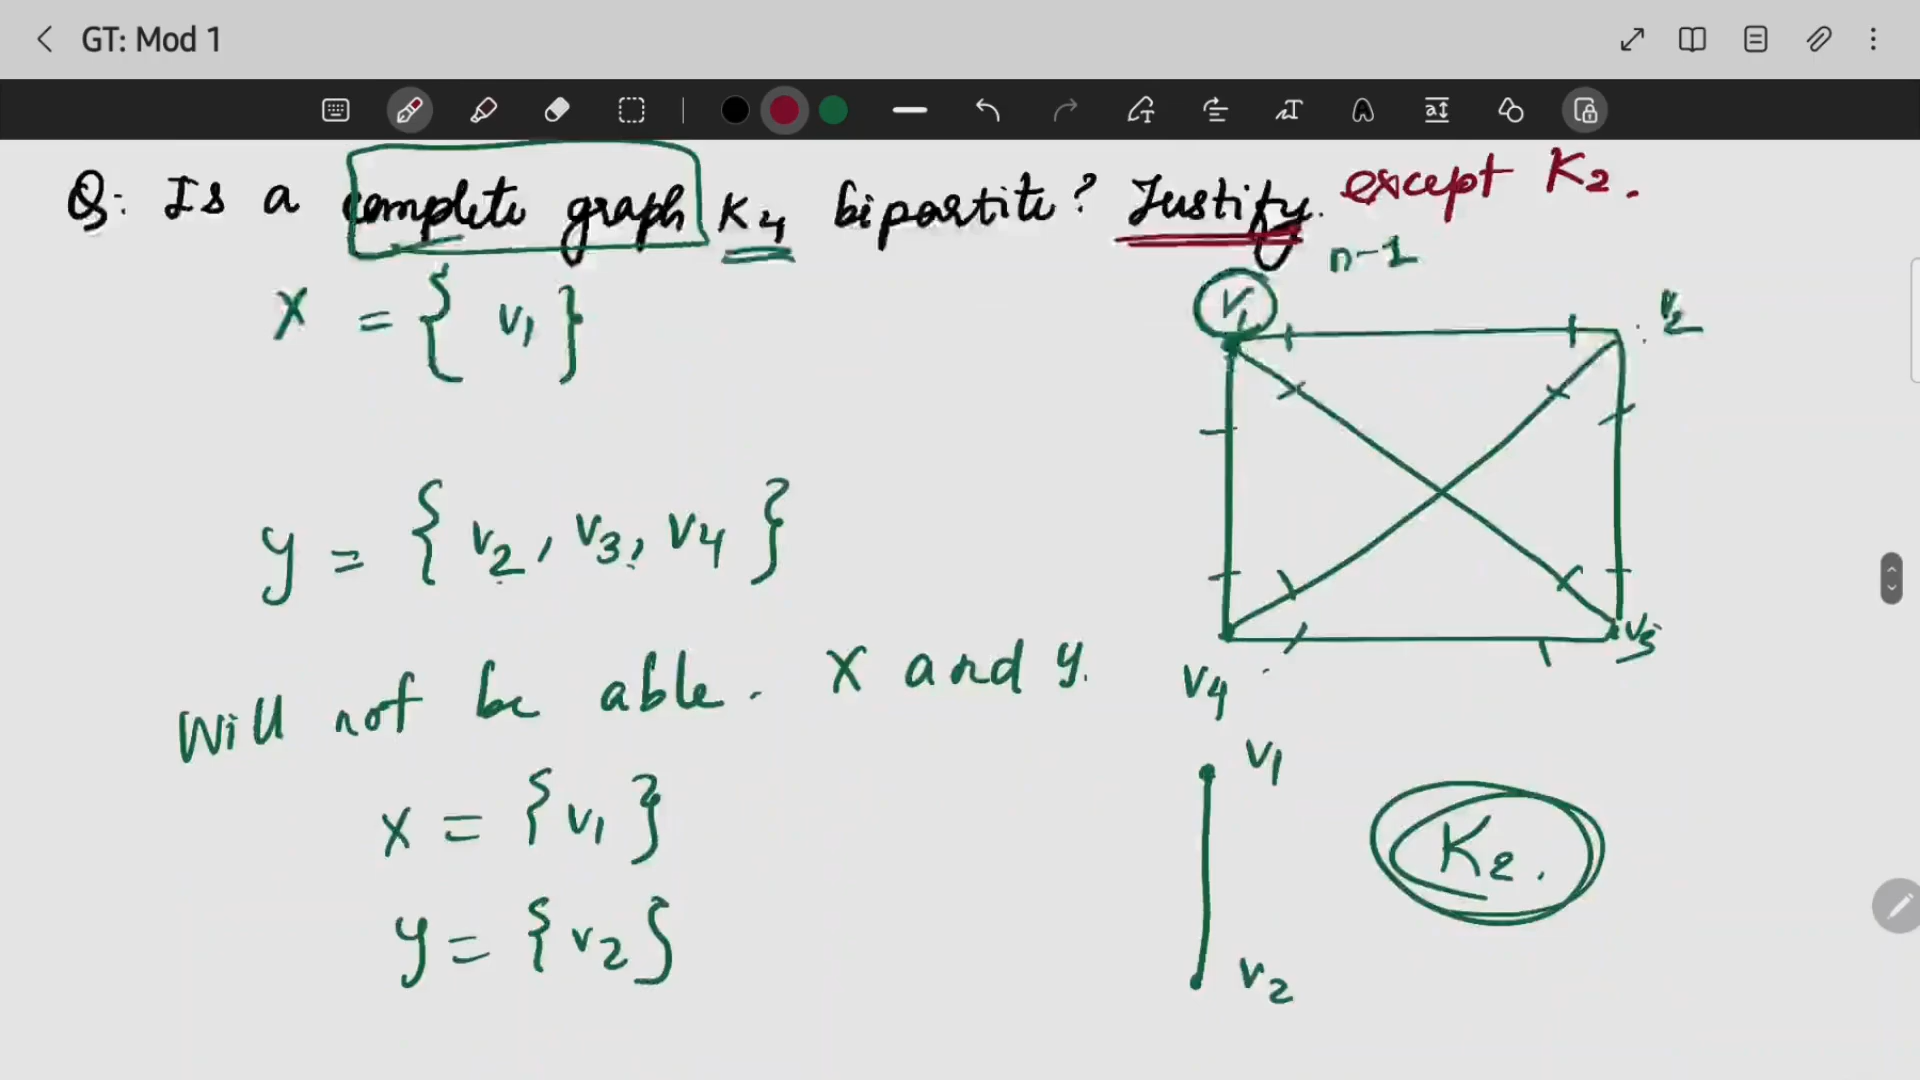 GT: Mod 1
Q: Is a complete graph K4 bipartite? Justify. except K2.
n-1
X = { v1 }
V1
v2
y = { v2, v3, v4 }
v3
Will not be able. X and y.
v4
v1
x = { v1 }
K2.
y = { v2 }
v2